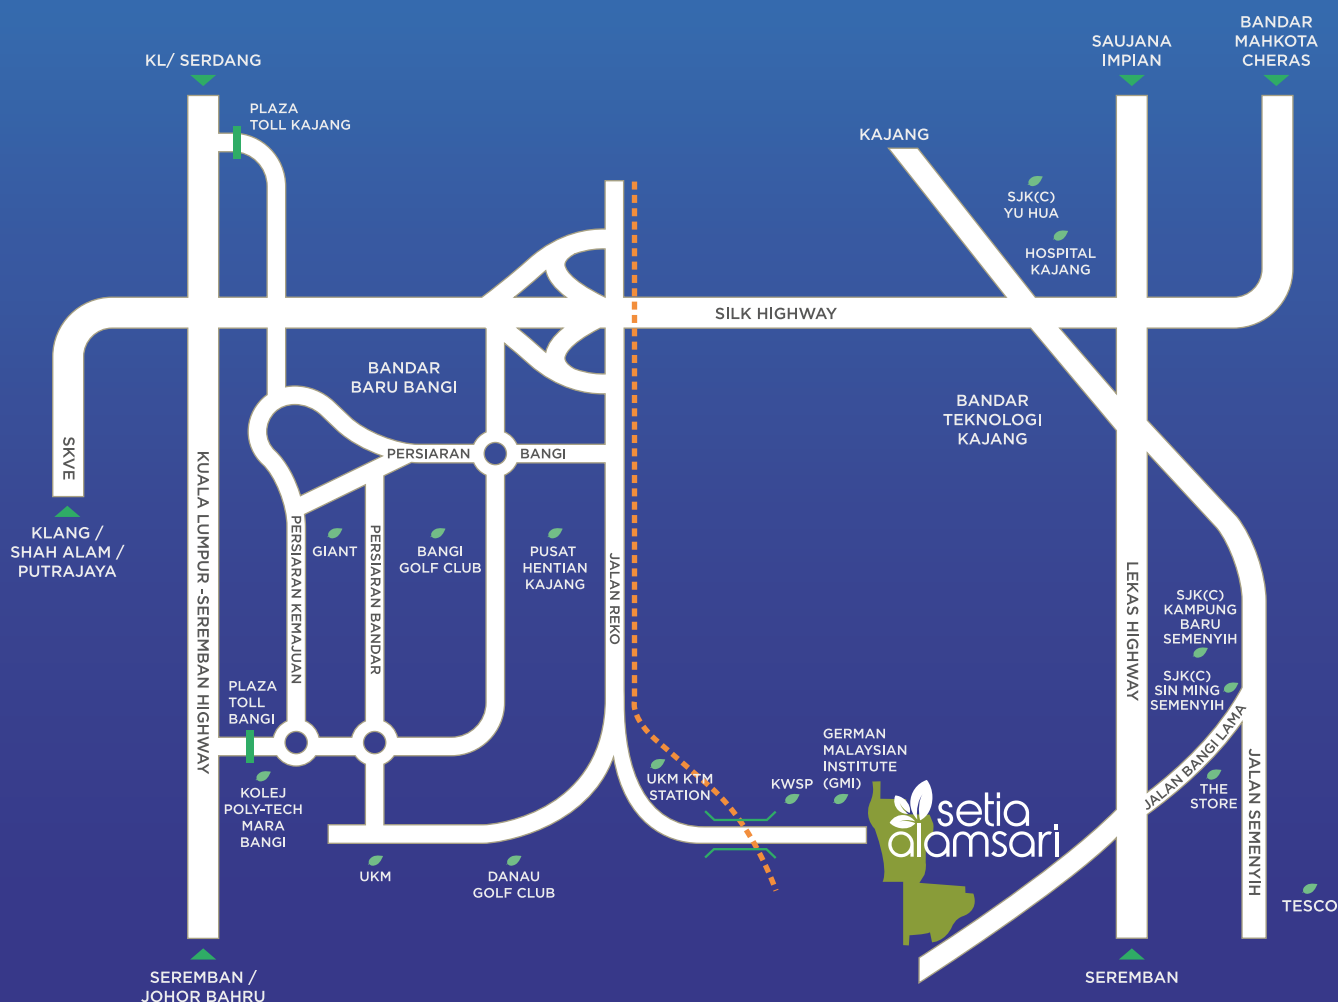 BANDAR
MAHKOTA
CHERAS
SAUJANA
IMPIAN
KL/ SERDANG
PLAZA
TOLL KAJANG
KAJANG
SJK(C)
YU HUA
HOSPITAL
KAJANG
SILK HIGHWAY
BANDAR
BARU BANGI
BANDAR
TEKNOLOGI
KAJANG
SKVE
KLANG /
SHAH ALAM /
PUTRAJAYA
KUALA LUMPUR -SEREMBAN HIGHWAY
PERSIARAN BANGI
PERSIARAN KEMAJUAN
GIANT
PERSIARAN BANDAR
BANGI
GOLF CLUB
PUSAT
HENTIAN
KAJANG
JALAN REKO
LEKAS HIGHWAY
SJK(C)
KAMPUNG
BARU
SEMENYIH
SJK(C)
SIN MING
SEMENYIH
JALAN BANGI LAMA
THE
STORE
JALAN SEMENYIH
TESCO
PLAZA
TOLL
BANGI
KOLEJ
POLY-TECH
MARA
BANGI
UKM
DANAU
GOLF CLUB
UKM KTM
STATION
KWSP
GERMAN
MALAYSIAN
INSTITUTE
(GMI)
setia
alamsari
SEREMBAN /
JOHOR BAHRU
SEREMBAN